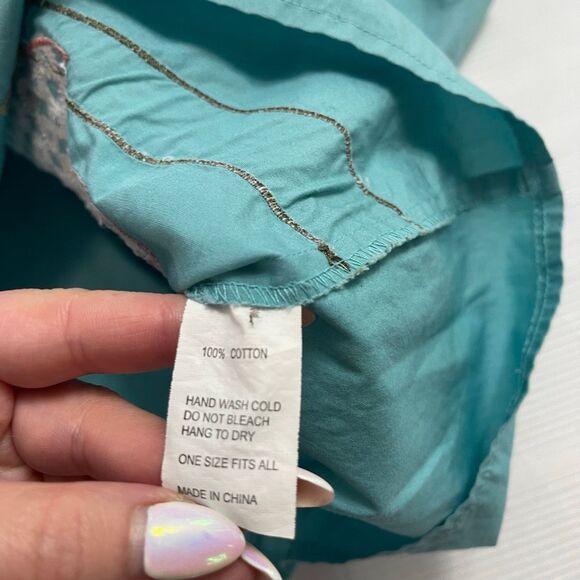 100% COTTON
HAND WASH COLD
DO NOT BLEACH
HANG TO DRY
ONE SIZE FITS ALL
MADE IN CHINA